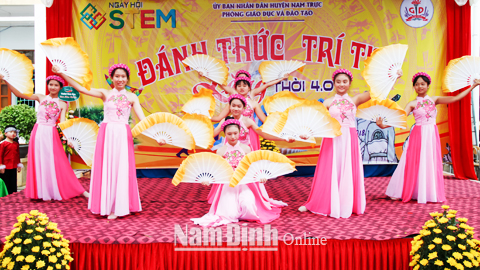 NGÀY HỘI
STEM
ỦY BAN NHÂN DÂN HUYỆN NAM TRỰC
PHÒNG GIÁO DỤC VÀ ĐÀO TẠO
ĐÁNH THỨC TRÍ T
THỜI 4.0
Nam Định Online